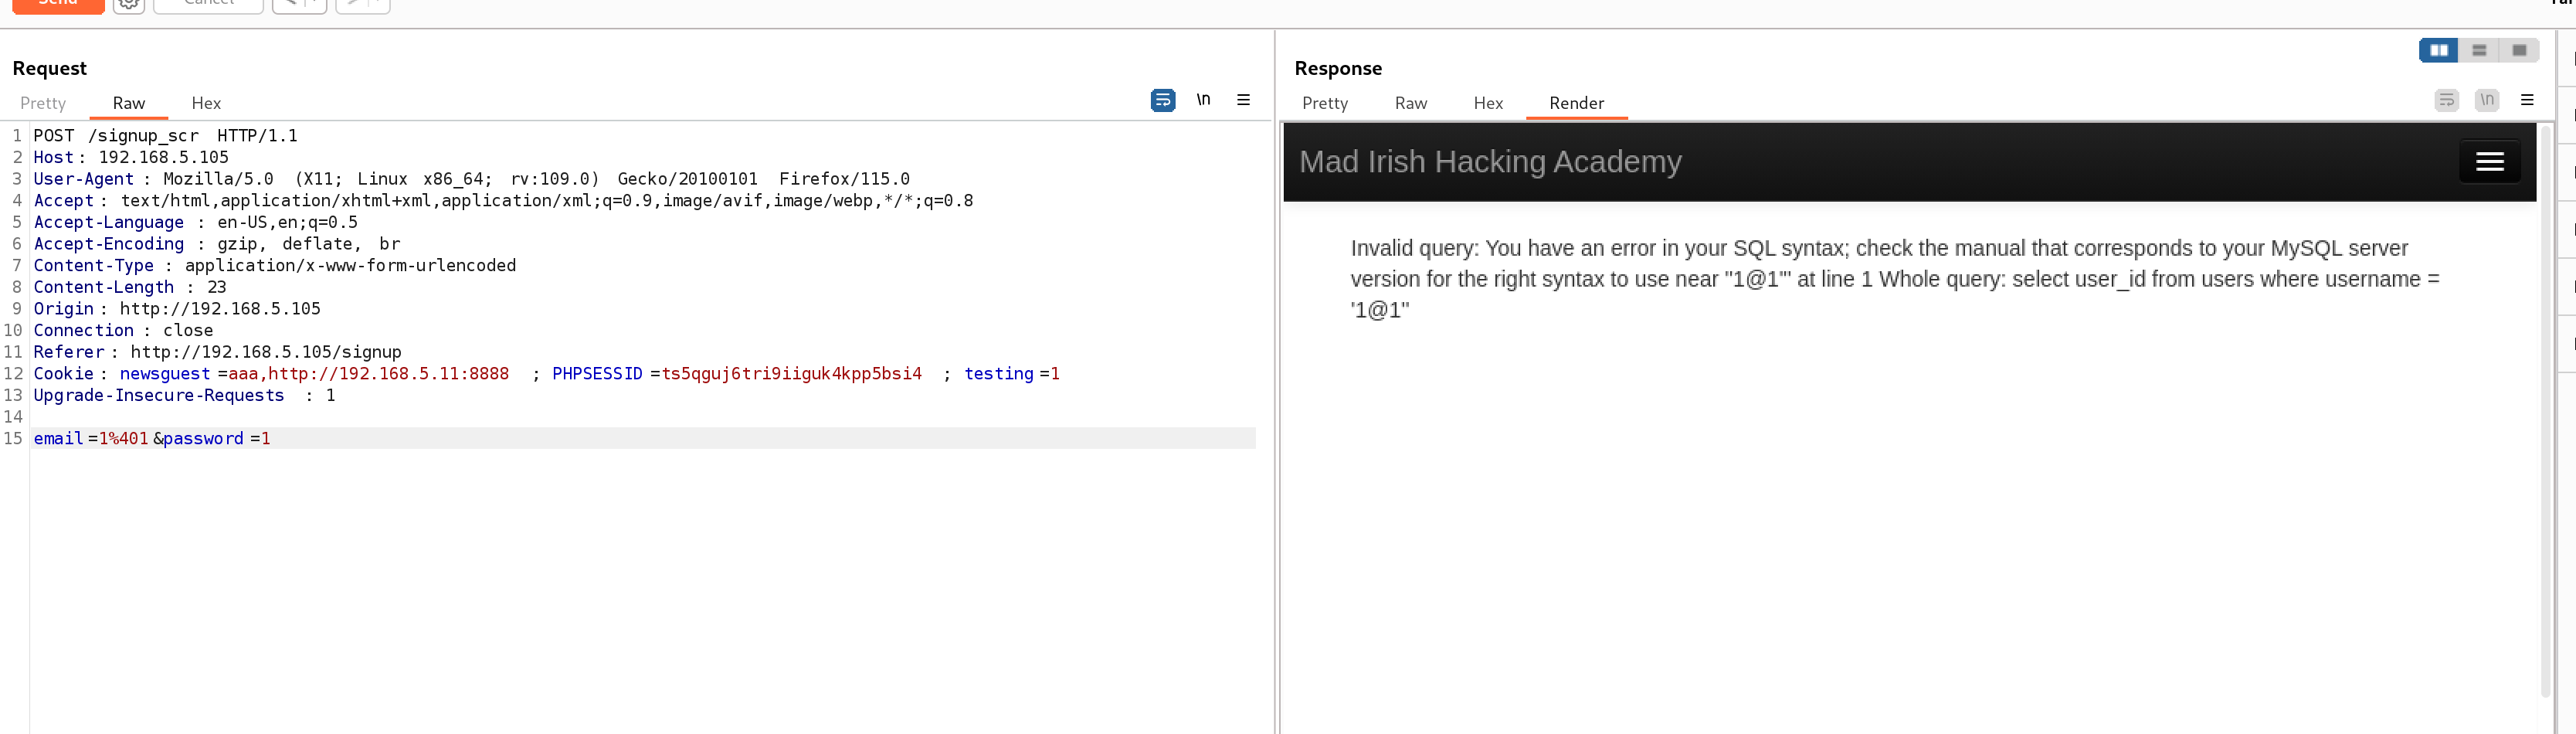 Send Cancel
Request
Pretty Raw Hex \n
1 POST /signup_scr HTTP/1.1
2 Host: 192.168.5.105
3 User-Agent : Mozilla/5.0 (X11; Linux x86_64; rv:109.0) Gecko/20100101 Firefox/115.0
4 Accept: text/html,application/xhtml+xml,application/xml;q=0.9,image/avif,image/webp,*/*;q=0.8
5 Accept-Language : en-US,en;q=0.5
6 Accept-Encoding : gzip, deflate, br
7 Content-Type : application/x-www-form-urlencoded
8 Content-Length : 23
9 Origin: http://192.168.5.105
10 Connection : close
11 Referer: http://192.168.5.105/signup
12 Cookie: newsguest =aaa,http://192.168.5.11:8888 ; PHPSESSID =ts5qguj6tri9iiguk4kpp5bsi4 ; testing=1
13 Upgrade-Insecure-Requests : 1
14
15 email=1%401&password =1
Response
Pretty Raw Hex Render \n
Mad Irish Hacking Academy
Invalid query: You have an error in your SQL syntax; check the manual that corresponds to your MySQL server
version for the right syntax to use near ''1@1'' at line 1 Whole query: select user_id from users where username =
'1@1''